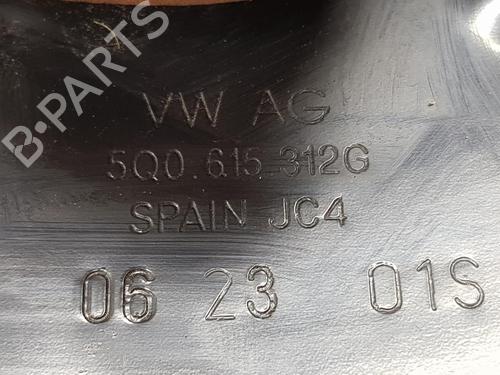 VW AG
5Q0.615.312G
SPAIN JC4
06 23 01S
B-PARTS